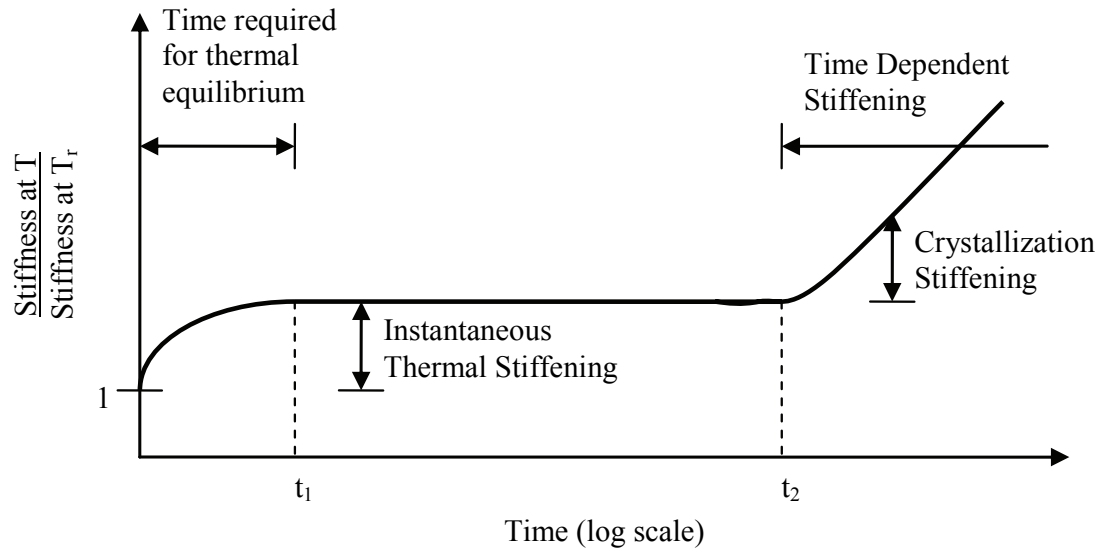 Time required
for thermal
equilibrium
Time Dependent
Stiffening
Stiffness at T
Stiffness at Tᵣ
Crystallization
Stiffening
Instantaneous
Thermal Stiffening
1
t₁
t₂
Time (log scale)